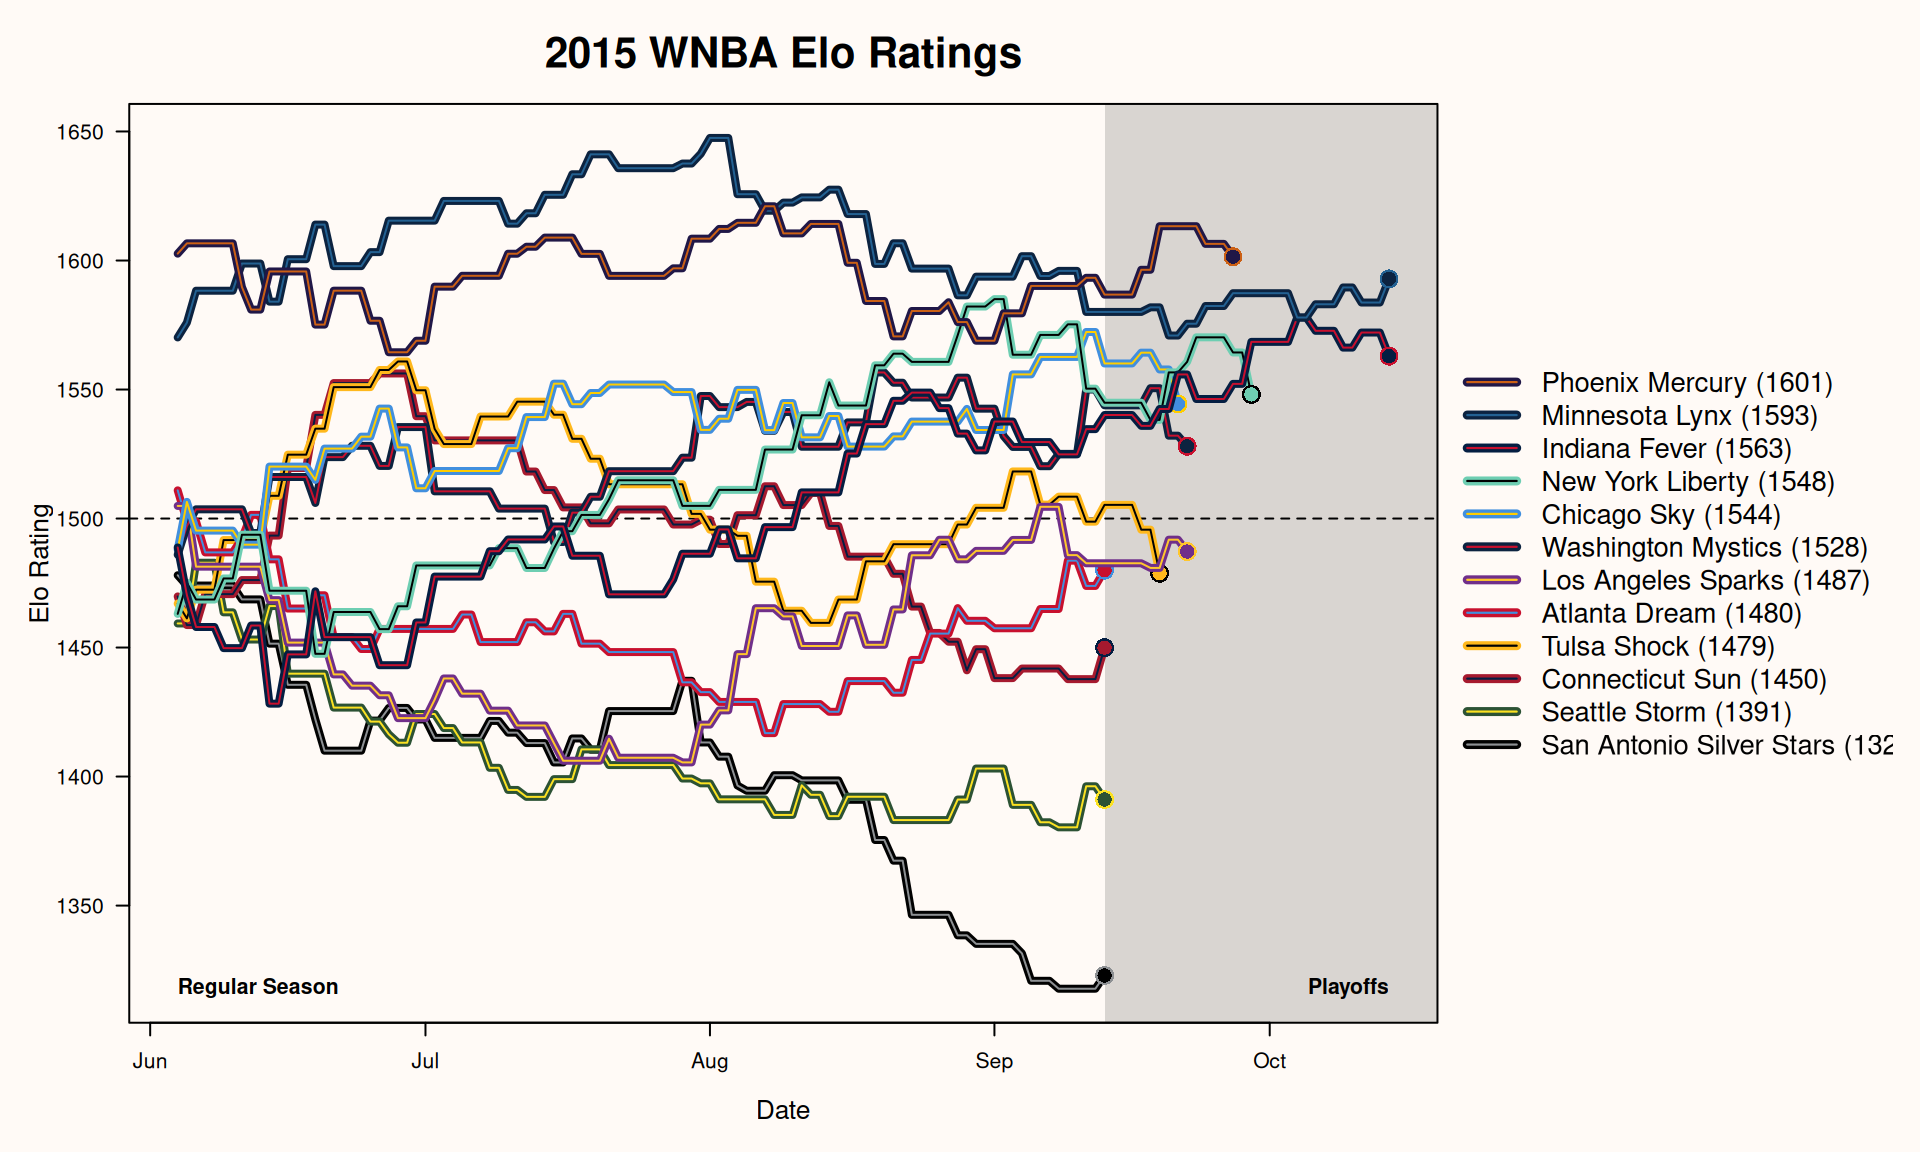 2015 WNBA Elo Ratings
1650
1600
1550
1500
1450
1400
1350
Elo Rating
Regular Season
Playoffs
Jun
Jul
Aug
Sep
Oct
Date
Phoenix Mercury (1601)
Minnesota Lynx (1593)
Indiana Fever (1563)
New York Liberty (1548)
Chicago Sky (1544)
Washington Mystics (1528)
Los Angeles Sparks (1487)
Atlanta Dream (1480)
Tulsa Shock (1479)
Connecticut Sun (1450)
Seattle Storm (1391)
San Antonio Silver Stars (132